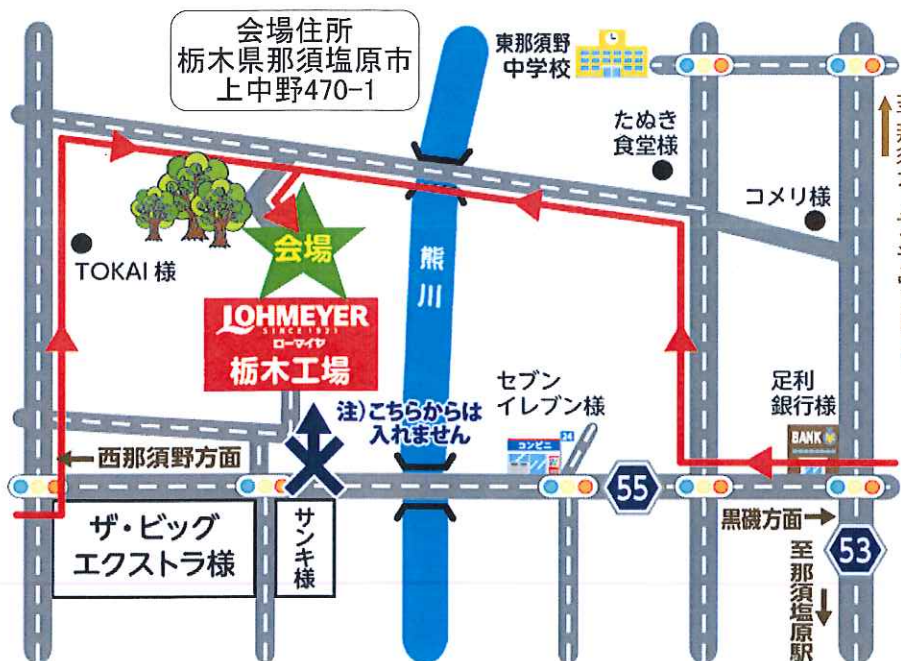 会場住所
栃木県那須塩原市
上中野470-1
東那須野
中学校
たぬき
食堂様
コメリ様
TOKAI 様
会場
熊川
LOHMEYER
SINCE 1921
ローマイヤ
栃木工場
注)こちらからは
入れません
セブン
イレブン様
コンビニ
24
足利
銀行様
BANK
←西那須野方面
55
黒磯方面→
53
ザ・ビッグ
エクストラ様
サンキ様
至那須塩原駅